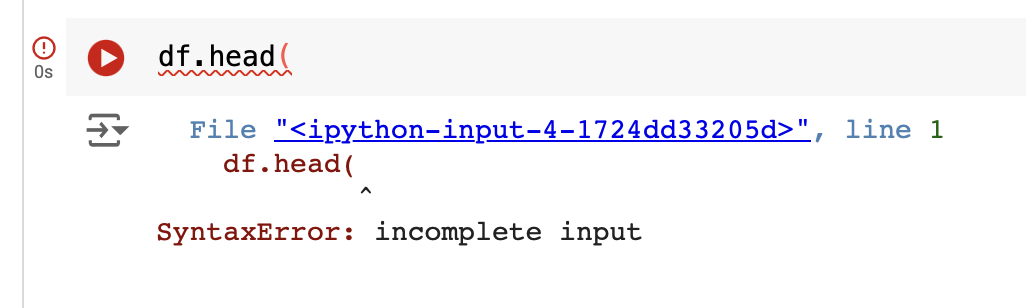 df.head(
0s
File "<ipython-input-4-1724dd33205d>", line 1
df.head(
^
SyntaxError: incomplete input